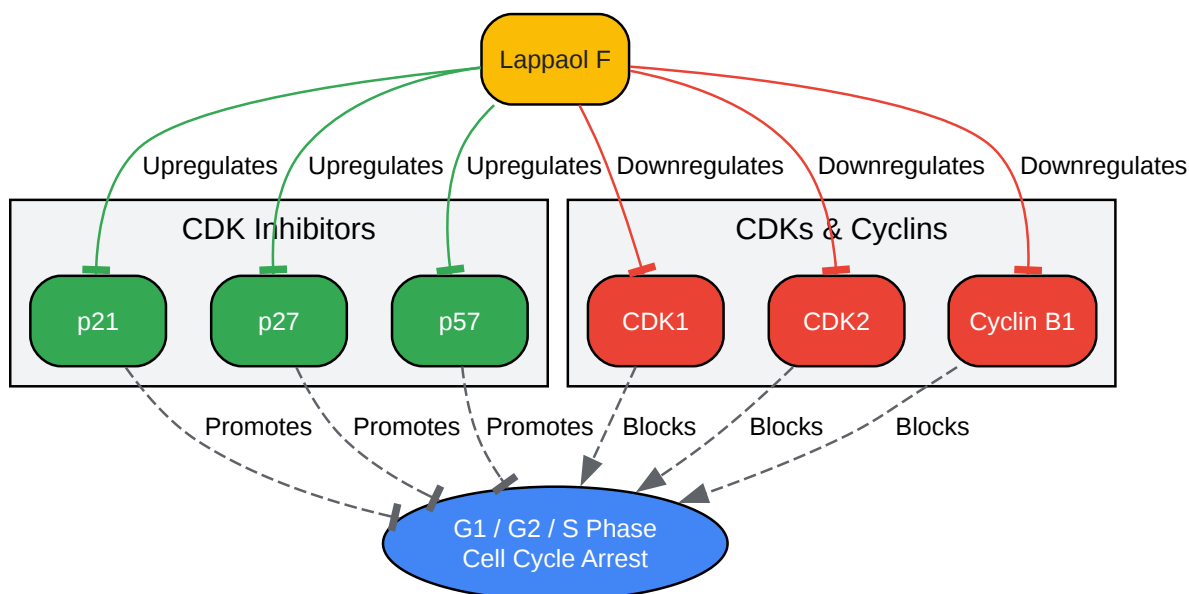 Lappaol F
Upregulates
Upregulates
Upregulates
Downregulates
Downregulates
Downregulates
CDK Inhibitors
CDKs & Cyclins
p21
p27
p57
CDK1
CDK2
Cyclin B1
Promotes
Promotes
Promotes
Blocks
Blocks
Blocks
G1 / G2 / S Phase
Cell Cycle Arrest